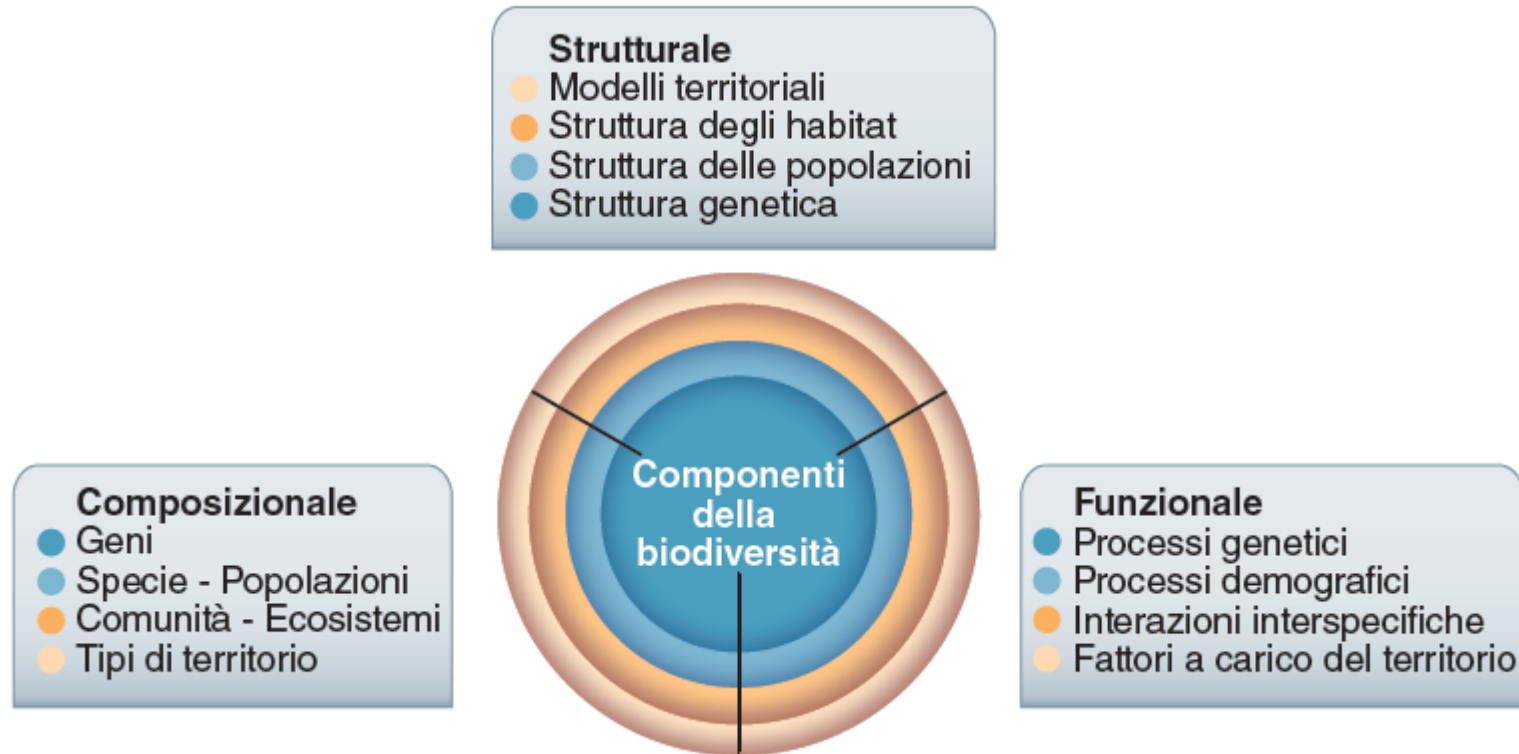 Strutturale
Modelli territoriali
Struttura degli habitat
Struttura delle popolazioni
Struttura genetica
Componenti
della
biodiversità
Composizionale
Geni
Specie - Popolazioni
Comunità - Ecosistemi
Tipi di territorio
Funzionale
Processi genetici
Processi demografici
Interazioni interspecifiche
Fattori a carico del territorio